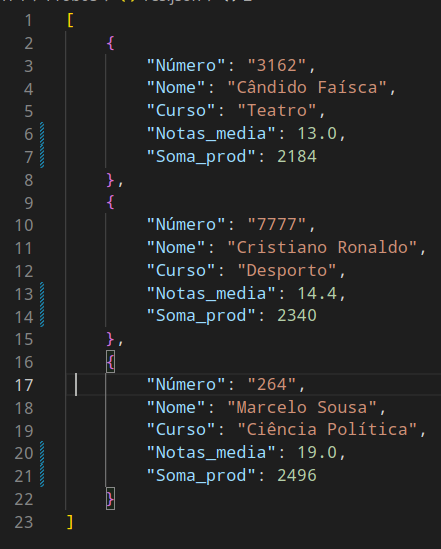 1 [
2 {
3 "Número": "3162",
4 "Nome": "Cândido Faísca",
5 "Curso": "Teatro",
6 "Notas_media": 13.0,
7 "Soma_prod": 2184
8 },
9 {
10 "Número": "7777",
11 "Nome": "Cristiano Ronaldo",
12 "Curso": "Desporto",
13 "Notas_media": 14.4,
14 "Soma_prod": 2340
15 },
16 {
17 "Número": "264",
18 "Nome": "Marcelo Sousa",
19 "Curso": "Ciência Política",
20 "Notas_media": 19.0,
21 "Soma_prod": 2496
22 }
23 ]